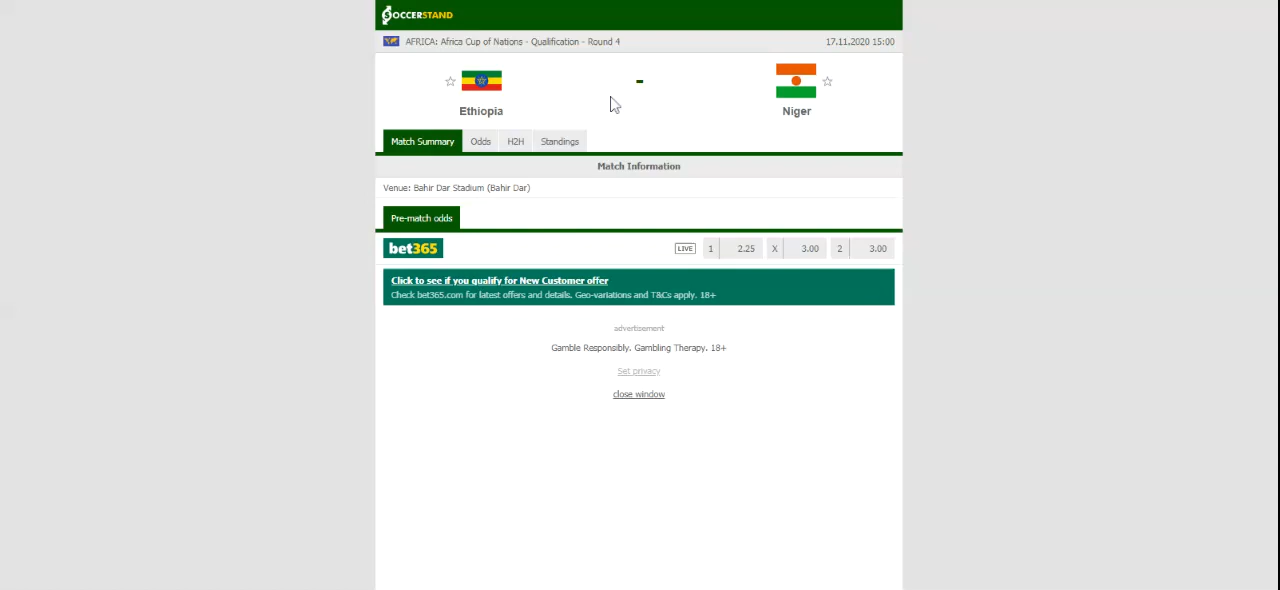 SOCCERSTAND
AFRICA: Africa Cup of Nations - Qualification - Round 4 17.11.2020 15:00
-
Ethiopia Niger
Match Summary Odds H2H Standings
Match Information
Venue: Bahir Dar Stadium (Bahir Dar)
Pre-match odds
bet365 LIVE 1 2.25 X 3.00 2 3.00
Click to see if you qualify for New Customer offer
Check bet365.com for latest offers and details. Geo-variations and T&Cs apply. 18+
advertisement
Gamble Responsibly. Gambling Therapy. 18+
Set privacy
close window